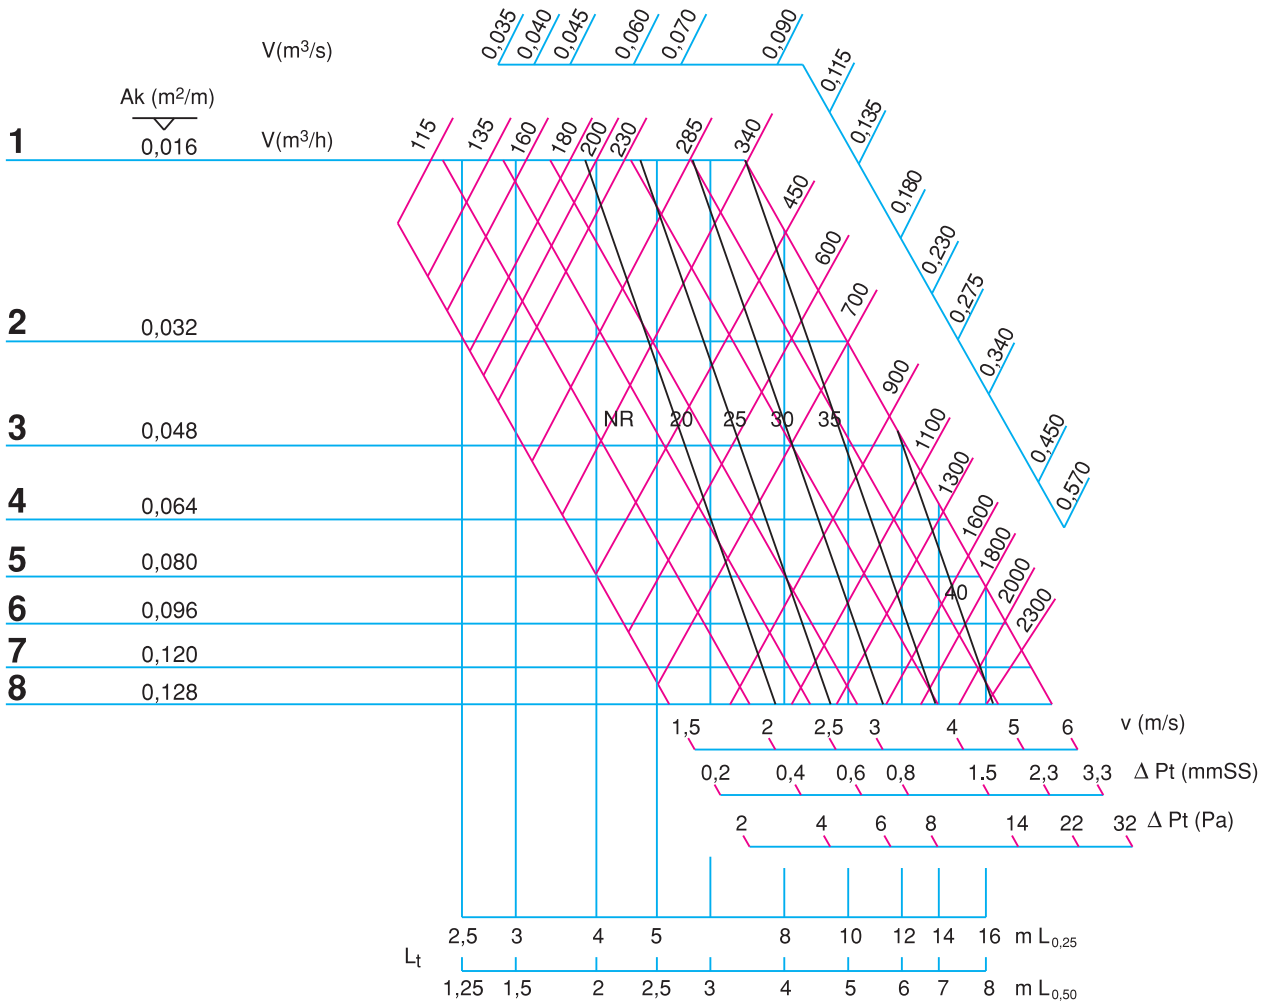 V(m³/s) 0,035 0,040 0,045 0,060 0,070 0,090
0,115
0,135
0,180
0,230
0,275
0,340
0,450
0,570
Ak (m²/m)
1 0,016 V(m³/h) 115 135 160 180 200 230 285 340
450
600
700
900
1100
1300
1600
1800
2000
2300
2 0,032
NR 20 25 30 35
3 0,048
4 0,064
5 0,080
40
6 0,096
7 0,120
8 0,128
1,5 2 2,5 3 4 5 6 v (m/s)
0,2 0,4 0,6 0,8 1.5 2,3 3,3 Δ Pt (mmSS)
2 4 6 8 14 22 32 Δ Pt (Pa)
2,5 3 4 5 8 10 12 14 16 m L0,25
Lt
1,25 1,5 2 2,5 3 4 5 6 7 8 m L0,50